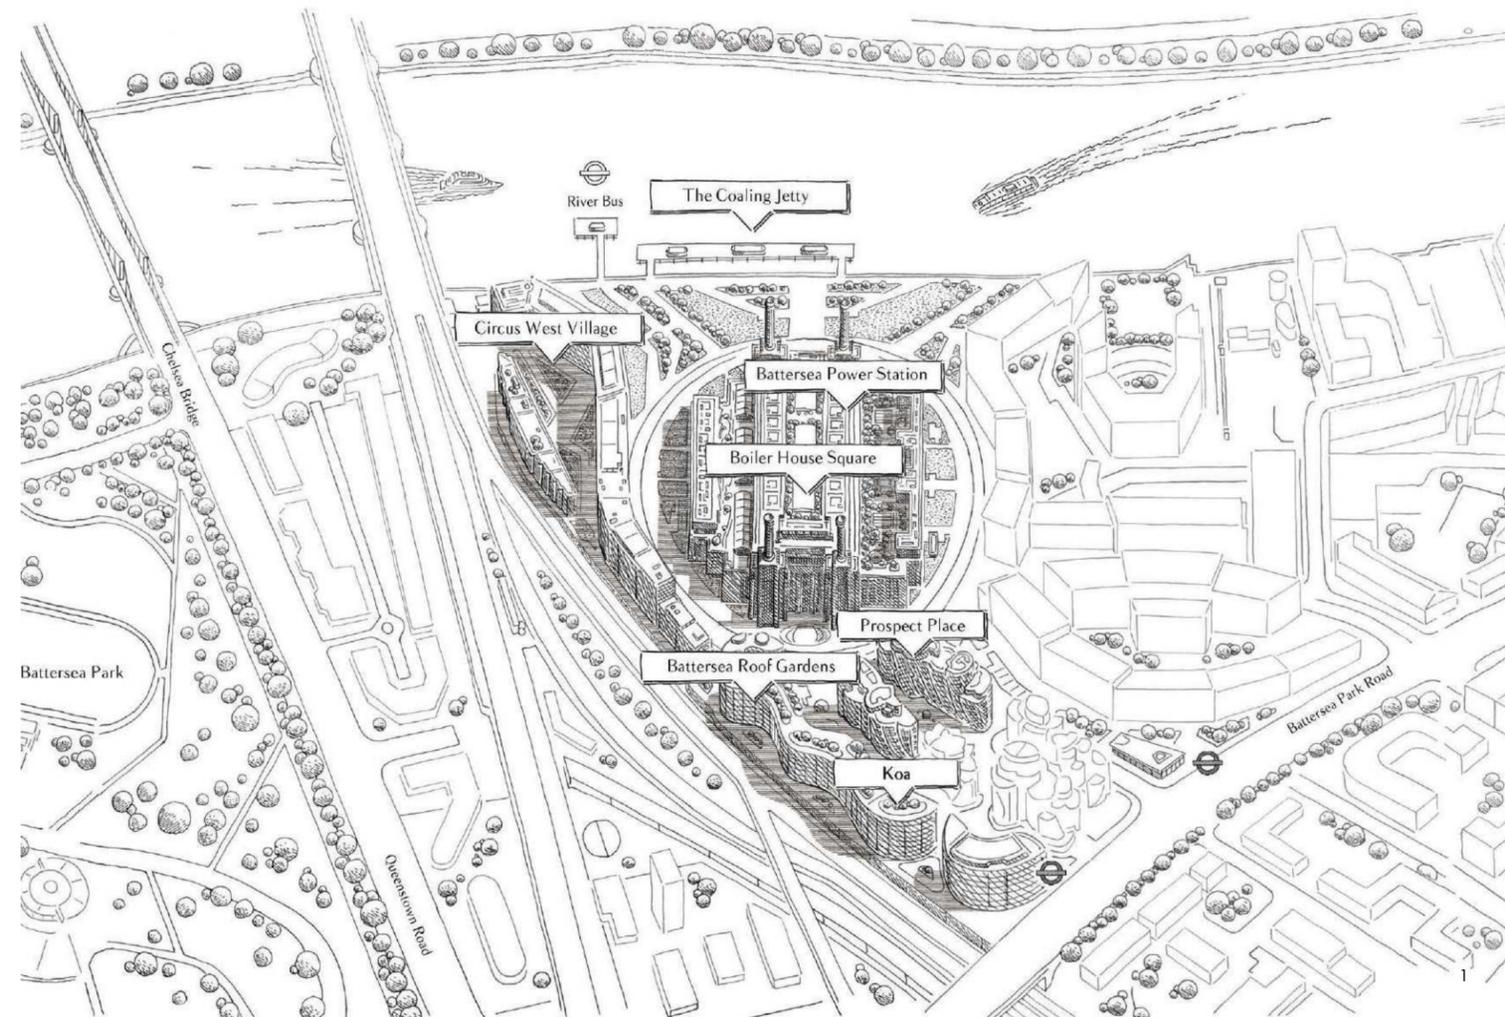 River Bus
The Coaling Jetty
Circus West Village
Chelsea Bridge
Battersea Power Station
Boiler House Square
Prospect Place
Battersea Park
Battersea Roof Gardens
Battersea Park Road
Koa
Queenstown Road
1